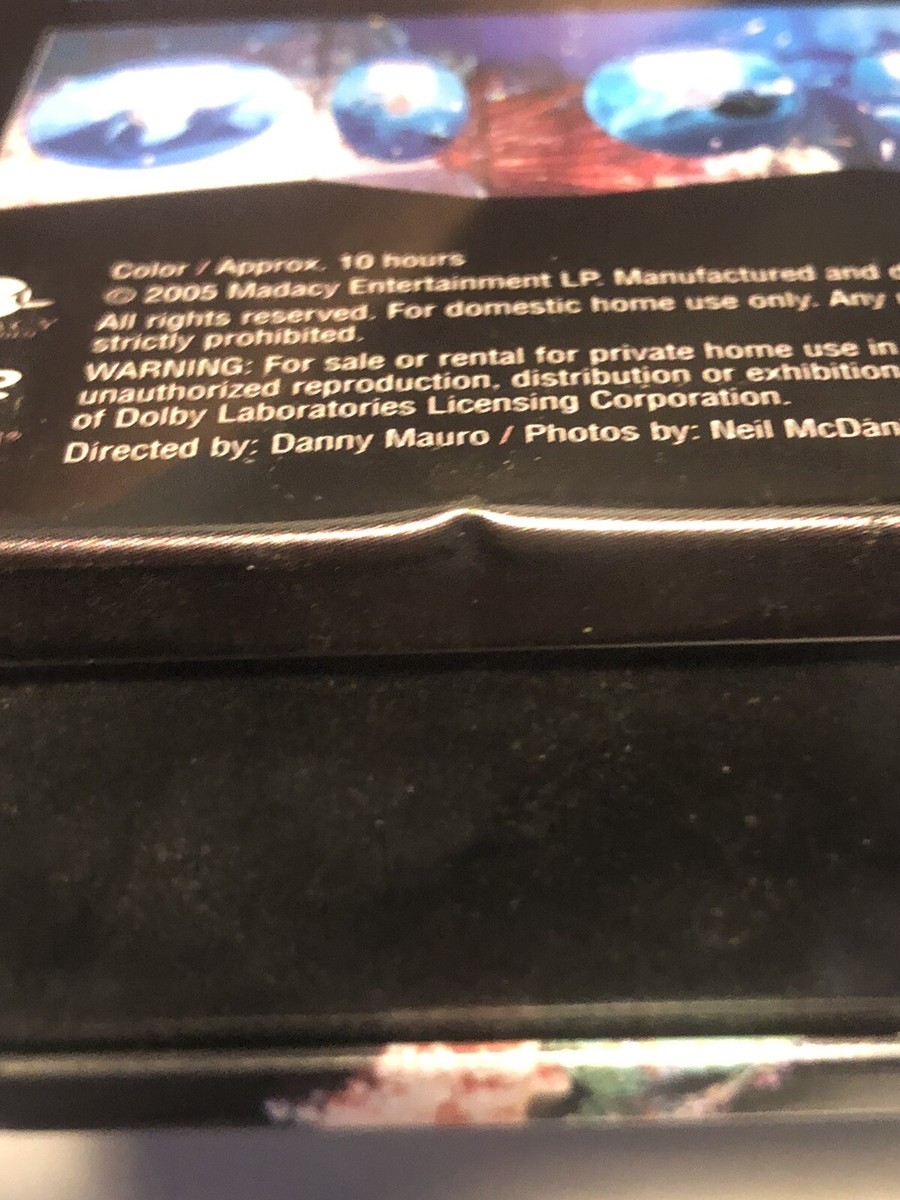 Color / Approx. 10 hours
© 2005 Madacy Entertainment LP. Manufactured and
All rights reserved. For domestic home use only. Any
strictly prohibited.
WARNING: For sale or rental for private home use in
unauthorized reproduction, distribution or exhibition
of Dolby Laboratories Licensing Corporation.
Directed by: Danny Mauro / Photos by: Neil McDan